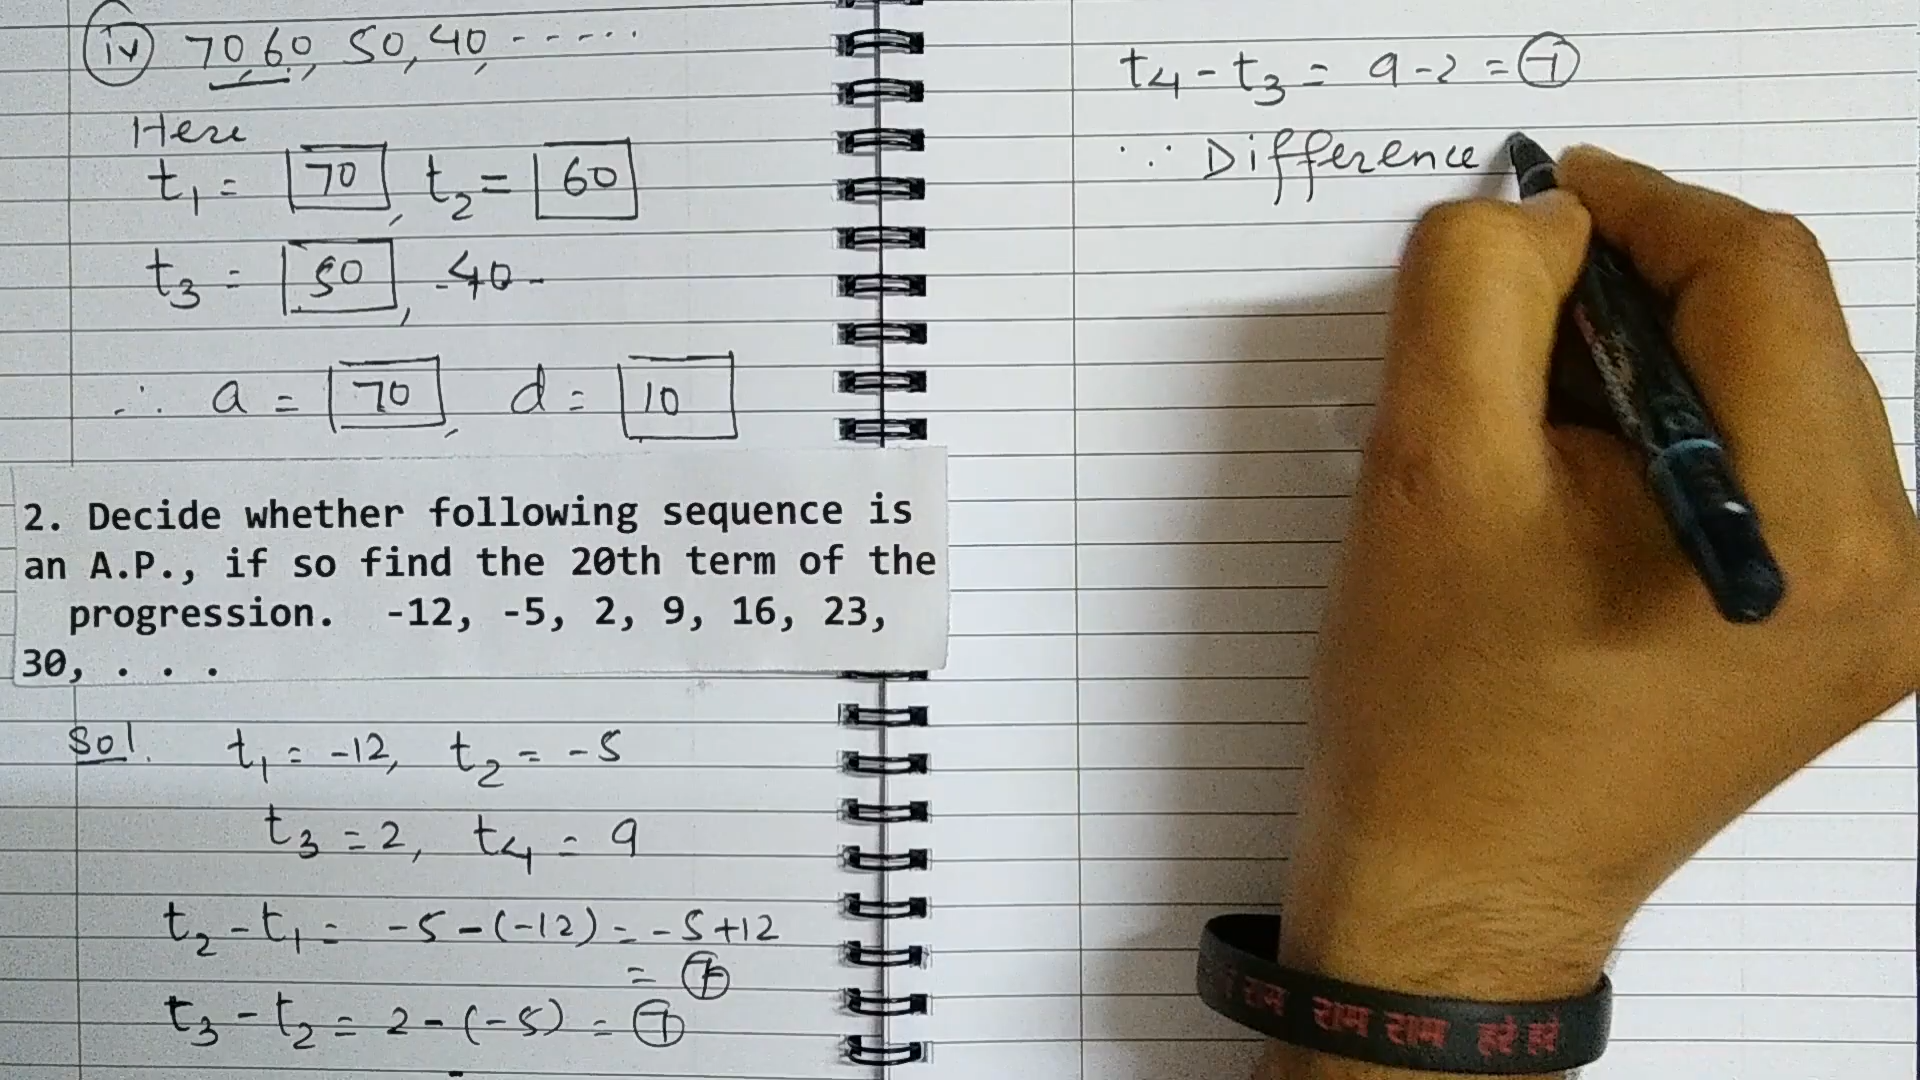 iv 70, 60, 50, 40, - - - - - .
Here
t1 = 70, t2 = 60
t3 = 50, -40-
∴ a = 70, d = 10
2. Decide whether following sequence is
an A.P., if so find the 20th term of the
progression. -12, -5, 2, 9, 16, 23,
30, . . .
Sol. t1 = -12, t2 = -5
t3 = 2, t4 = 9
t2 - t1 = -5 - (-12) = -5 + 12
= 7
t3 - t2 = 2 - (-5) = 7
t4 - t3 = 9 - 2 = 7
∵ Difference
राम राम हरे हरे